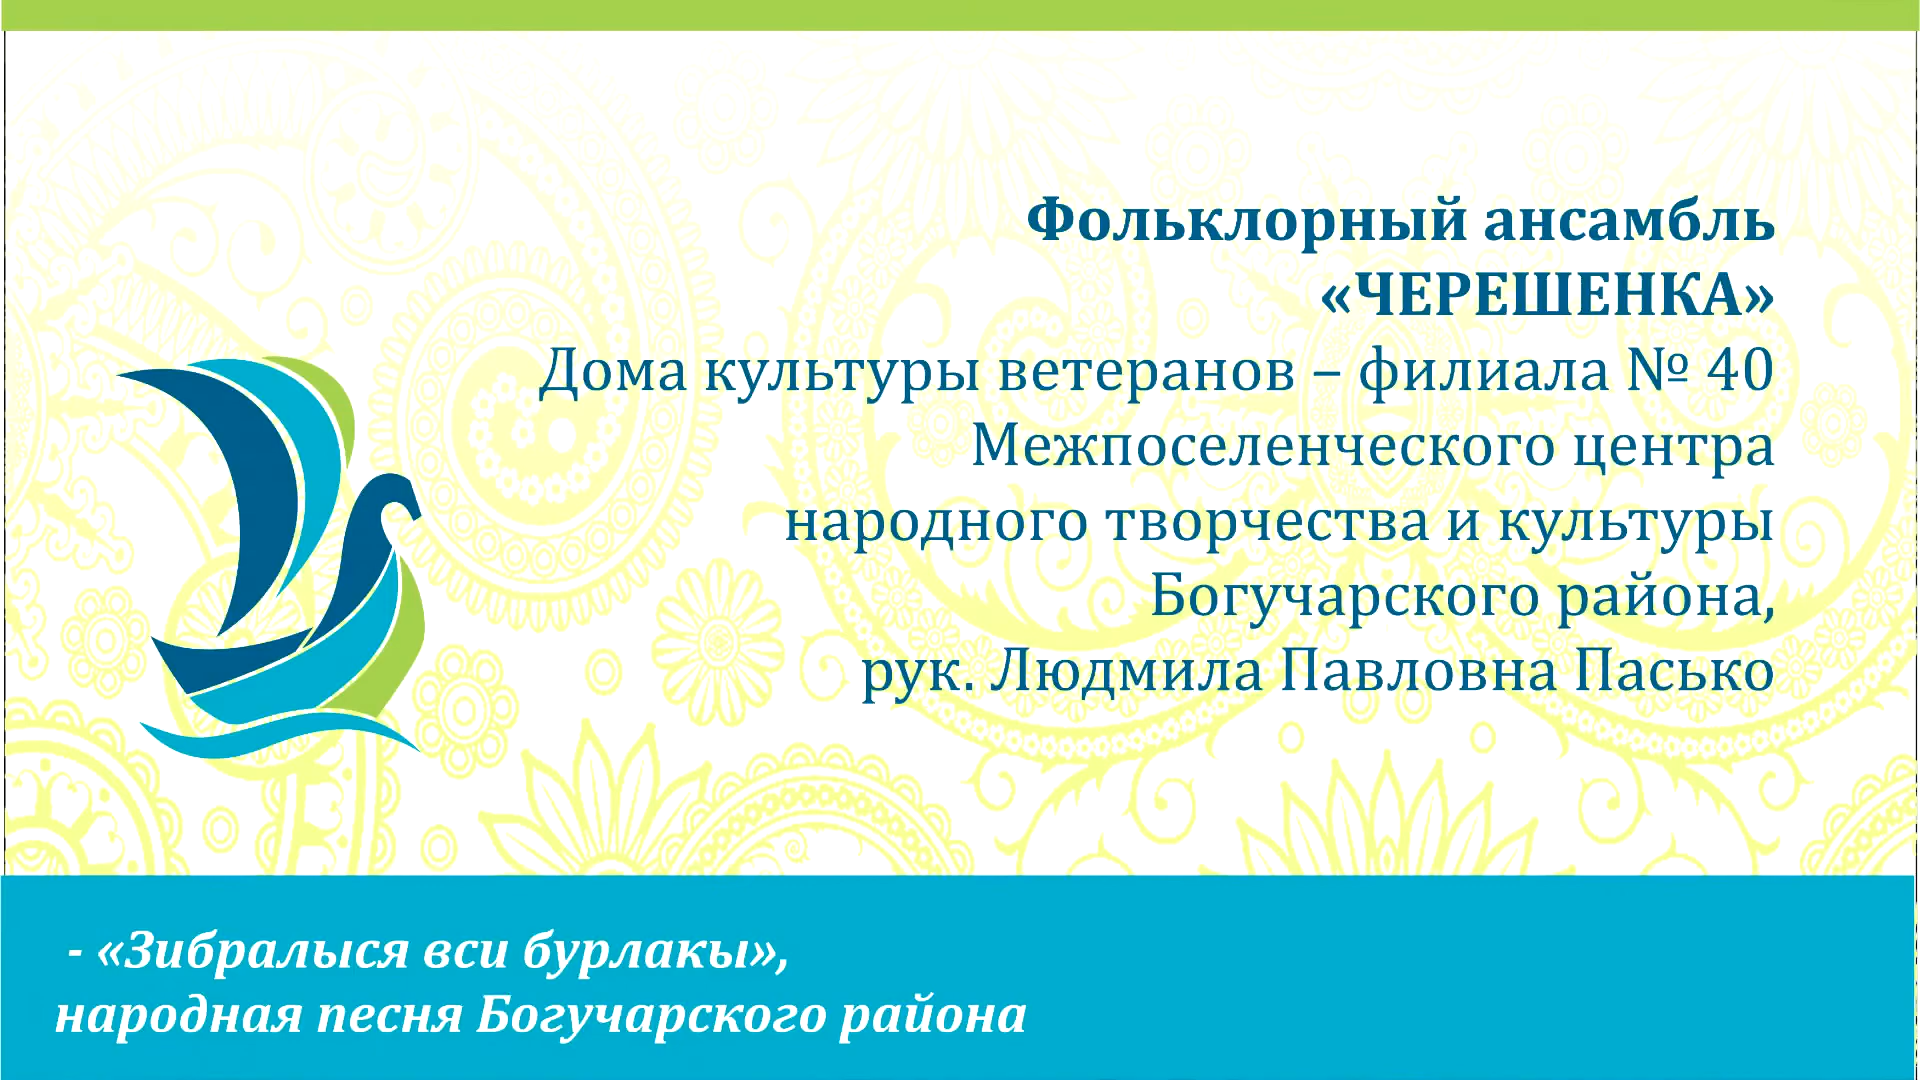 Фольклорный ансамбль
«ЧЕРЕШЕНКА»
Дома культуры ветеранов – филиала № 40
Межпоселенческого центра
народного творчества и культуры
Богучарского района,
рук. Людмила Павловна Пасько
- «Зибралыся вси бурлакы»,
народная песня Богучарского района